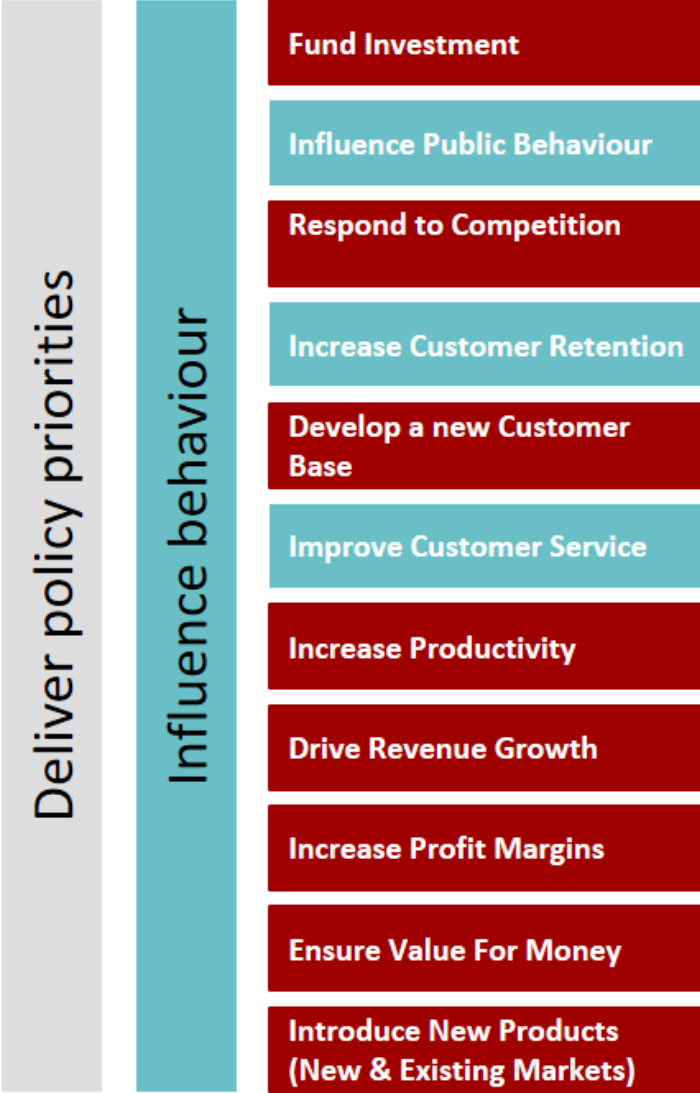 Deliver policy priorities
Influence behaviour
Fund Investment
Influence Public Behaviour
Respond to Competition
Increase Customer Retention
Develop a new Customer
Base
Improve Customer Service
Increase Productivity
Drive Revenue Growth
Increase Profit Margins
Ensure Value For Money
Introduce New Products
(New & Existing Markets)